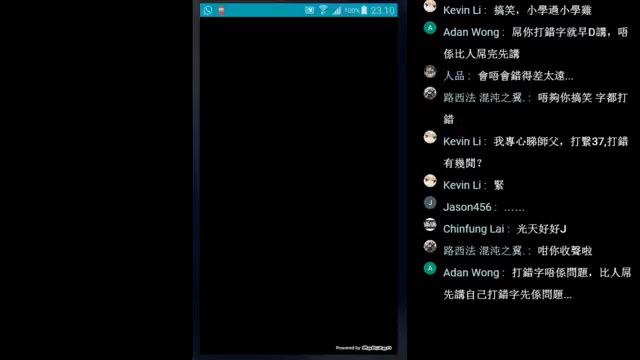 100% 23:10
Kevin Li : 搞笑，小學過小學雞
Adan Wong : 屌你打錯字就早D講，唔
係比人屌完先講
人品 : 會唔會錯得差太遠...
路西法 混沌之翼. : 唔夠你搞笑 字都打
錯
Kevin Li : 我專心睇師父，打緊37,打錯
有幾閒？
Kevin Li : 緊
J Jason456 : ……
Chinfung Lai : 光天好好J
路西法 混沌之翼. : 咁你收聲啦
A Adan Wong : 打錯字唔係問題，比人屌
先講自己打錯字先係問題...
Powered by